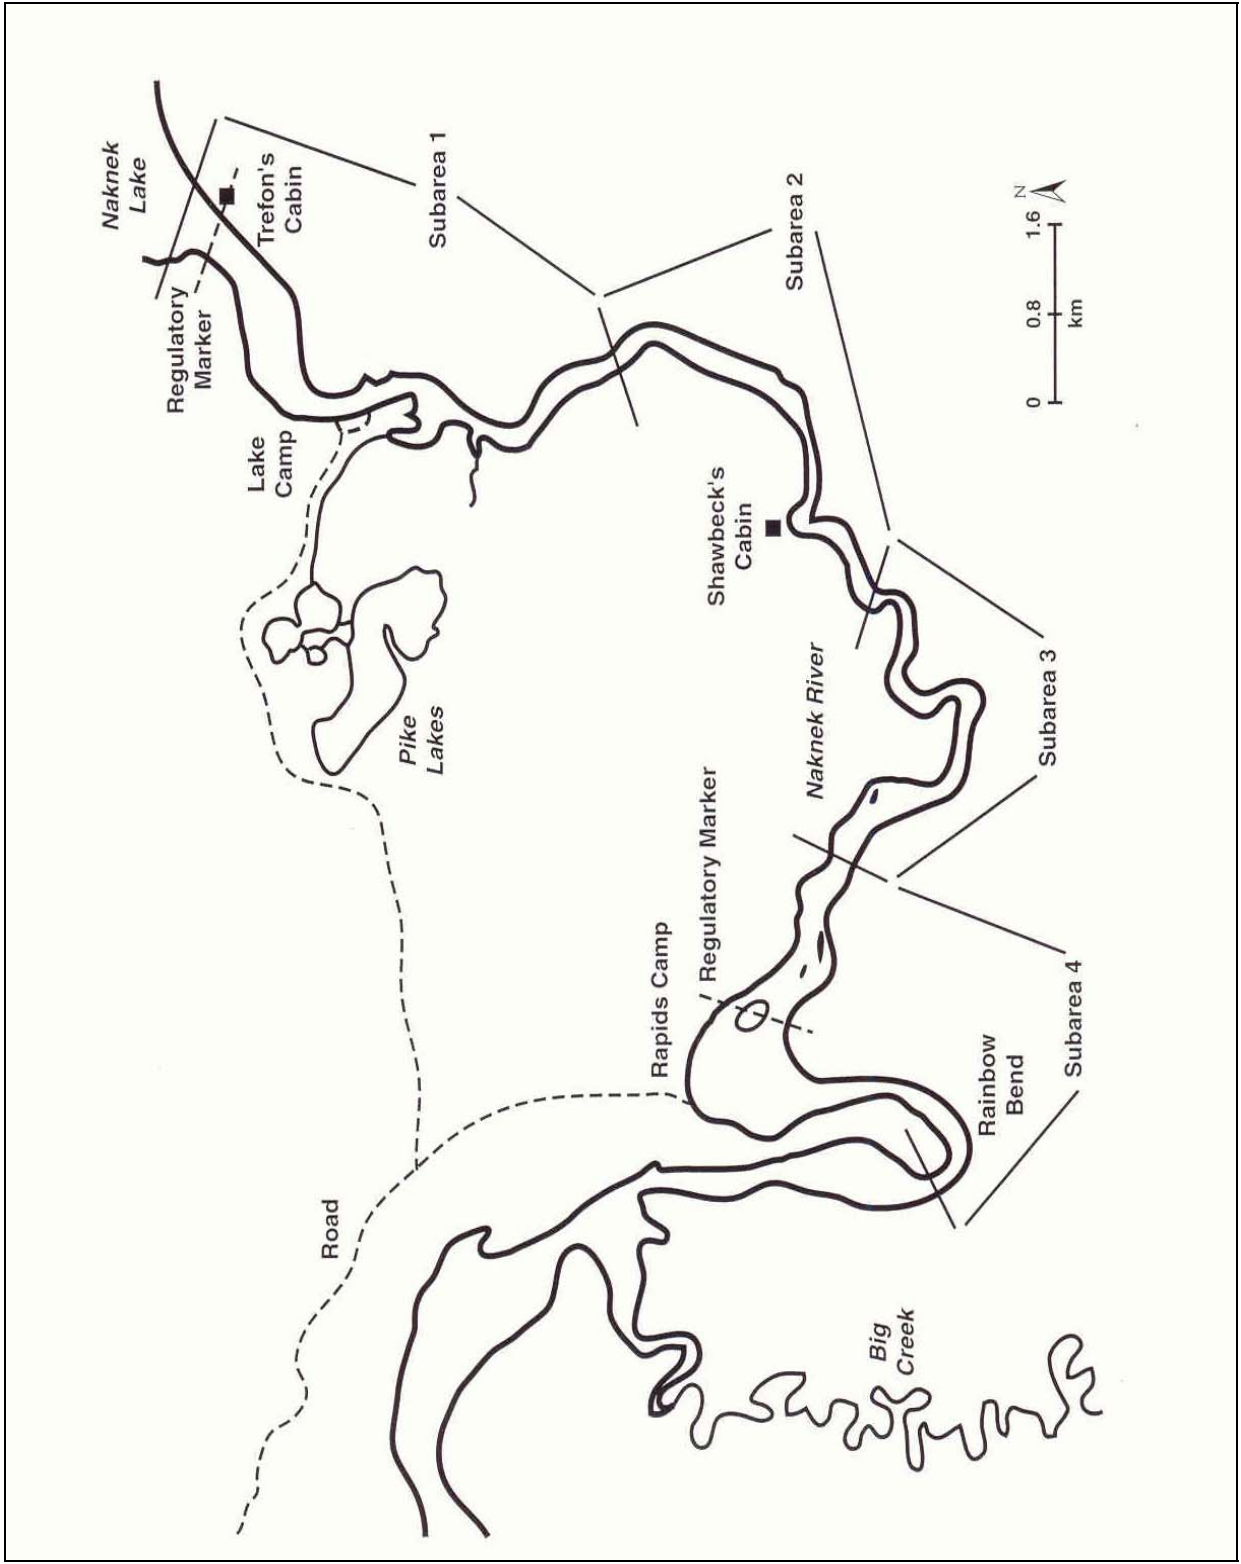 Naknek
Lake
Trefon's
Cabin
Regulatory
Marker
Subarea 1
Subarea 2
Lake
Camp
Shawbeck's
Cabin
N
0 0.8 1.6
km
Pike
Lakes
Naknek River
Subarea 3
Regulatory Marker
Rapids Camp
Subarea 4
Rainbow
Bend
Road
Big
Creek